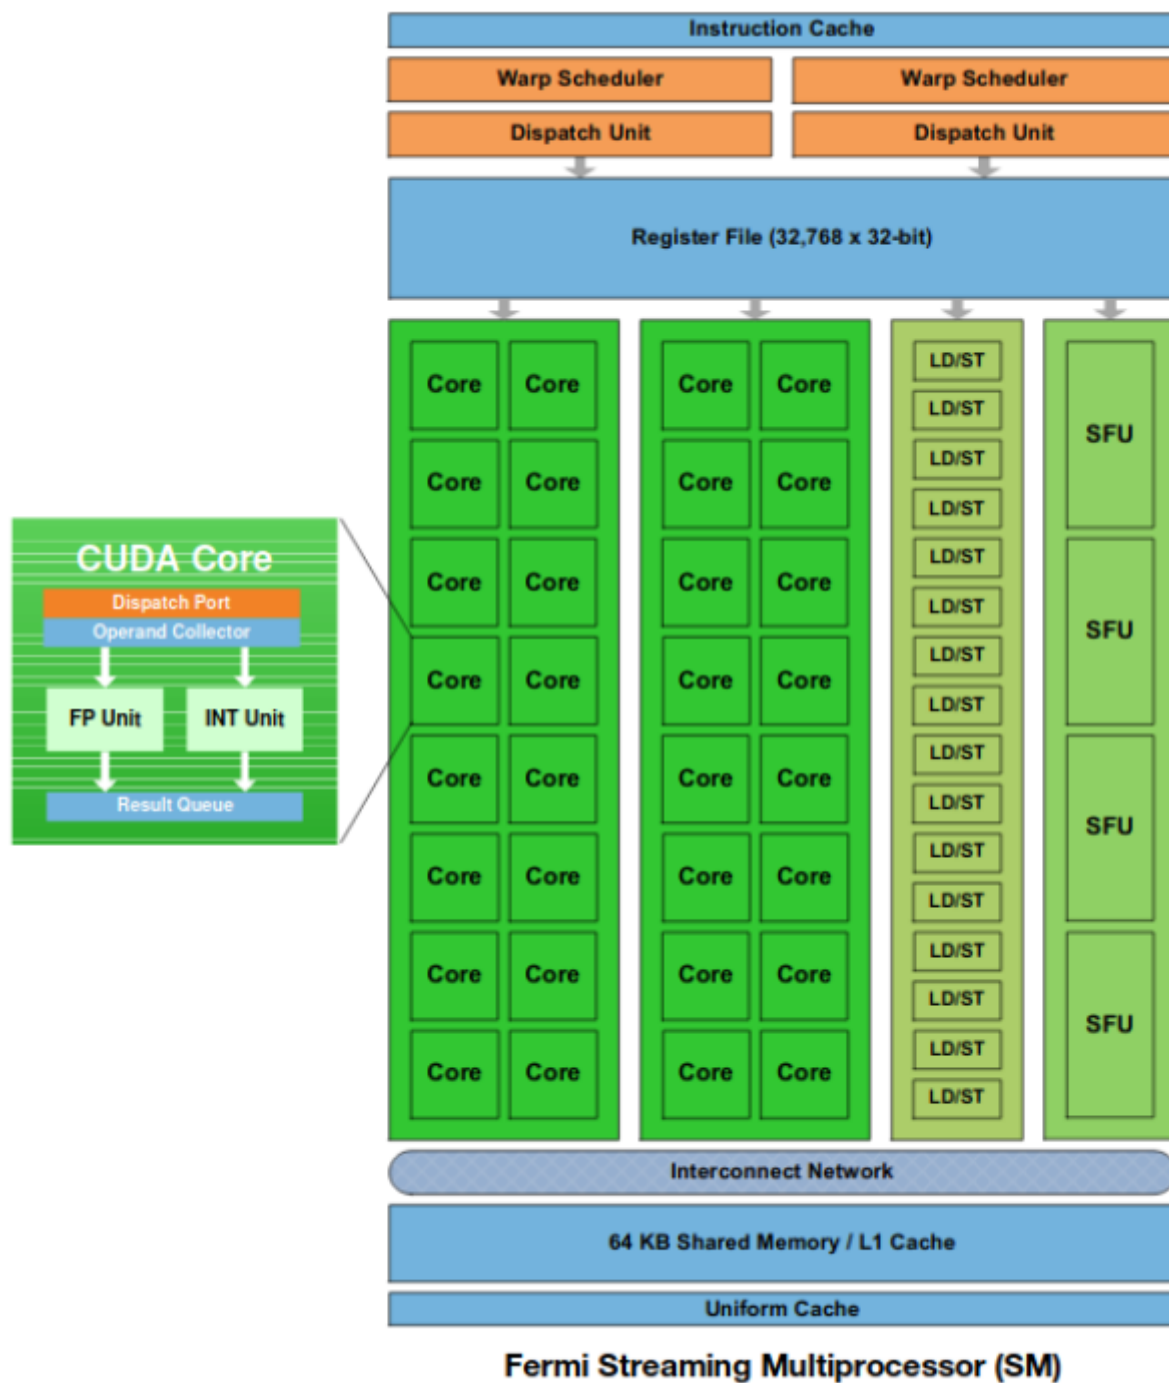 Instruction Cache
Warp Scheduler Warp Scheduler
Dispatch Unit Dispatch Unit
Register File (32,768 x 32-bit)
Core Core Core Core LD/ST SFU
LD/ST
Core Core Core Core LD/ST
LD/ST
Core Core Core Core LD/ST SFU
LD/ST
Core Core Core Core LD/ST
LD/ST
Core Core Core Core LD/ST SFU
LD/ST
Core Core Core Core LD/ST
LD/ST
Core Core Core Core LD/ST SFU
LD/ST
Core Core Core Core LD/ST
LD/ST
CUDA Core
Dispatch Port
Operand Collector
FP Unit INT Unit
Result Queue
Interconnect Network
64 KB Shared Memory / L1 Cache
Uniform Cache
Fermi Streaming Multiprocessor (SM)